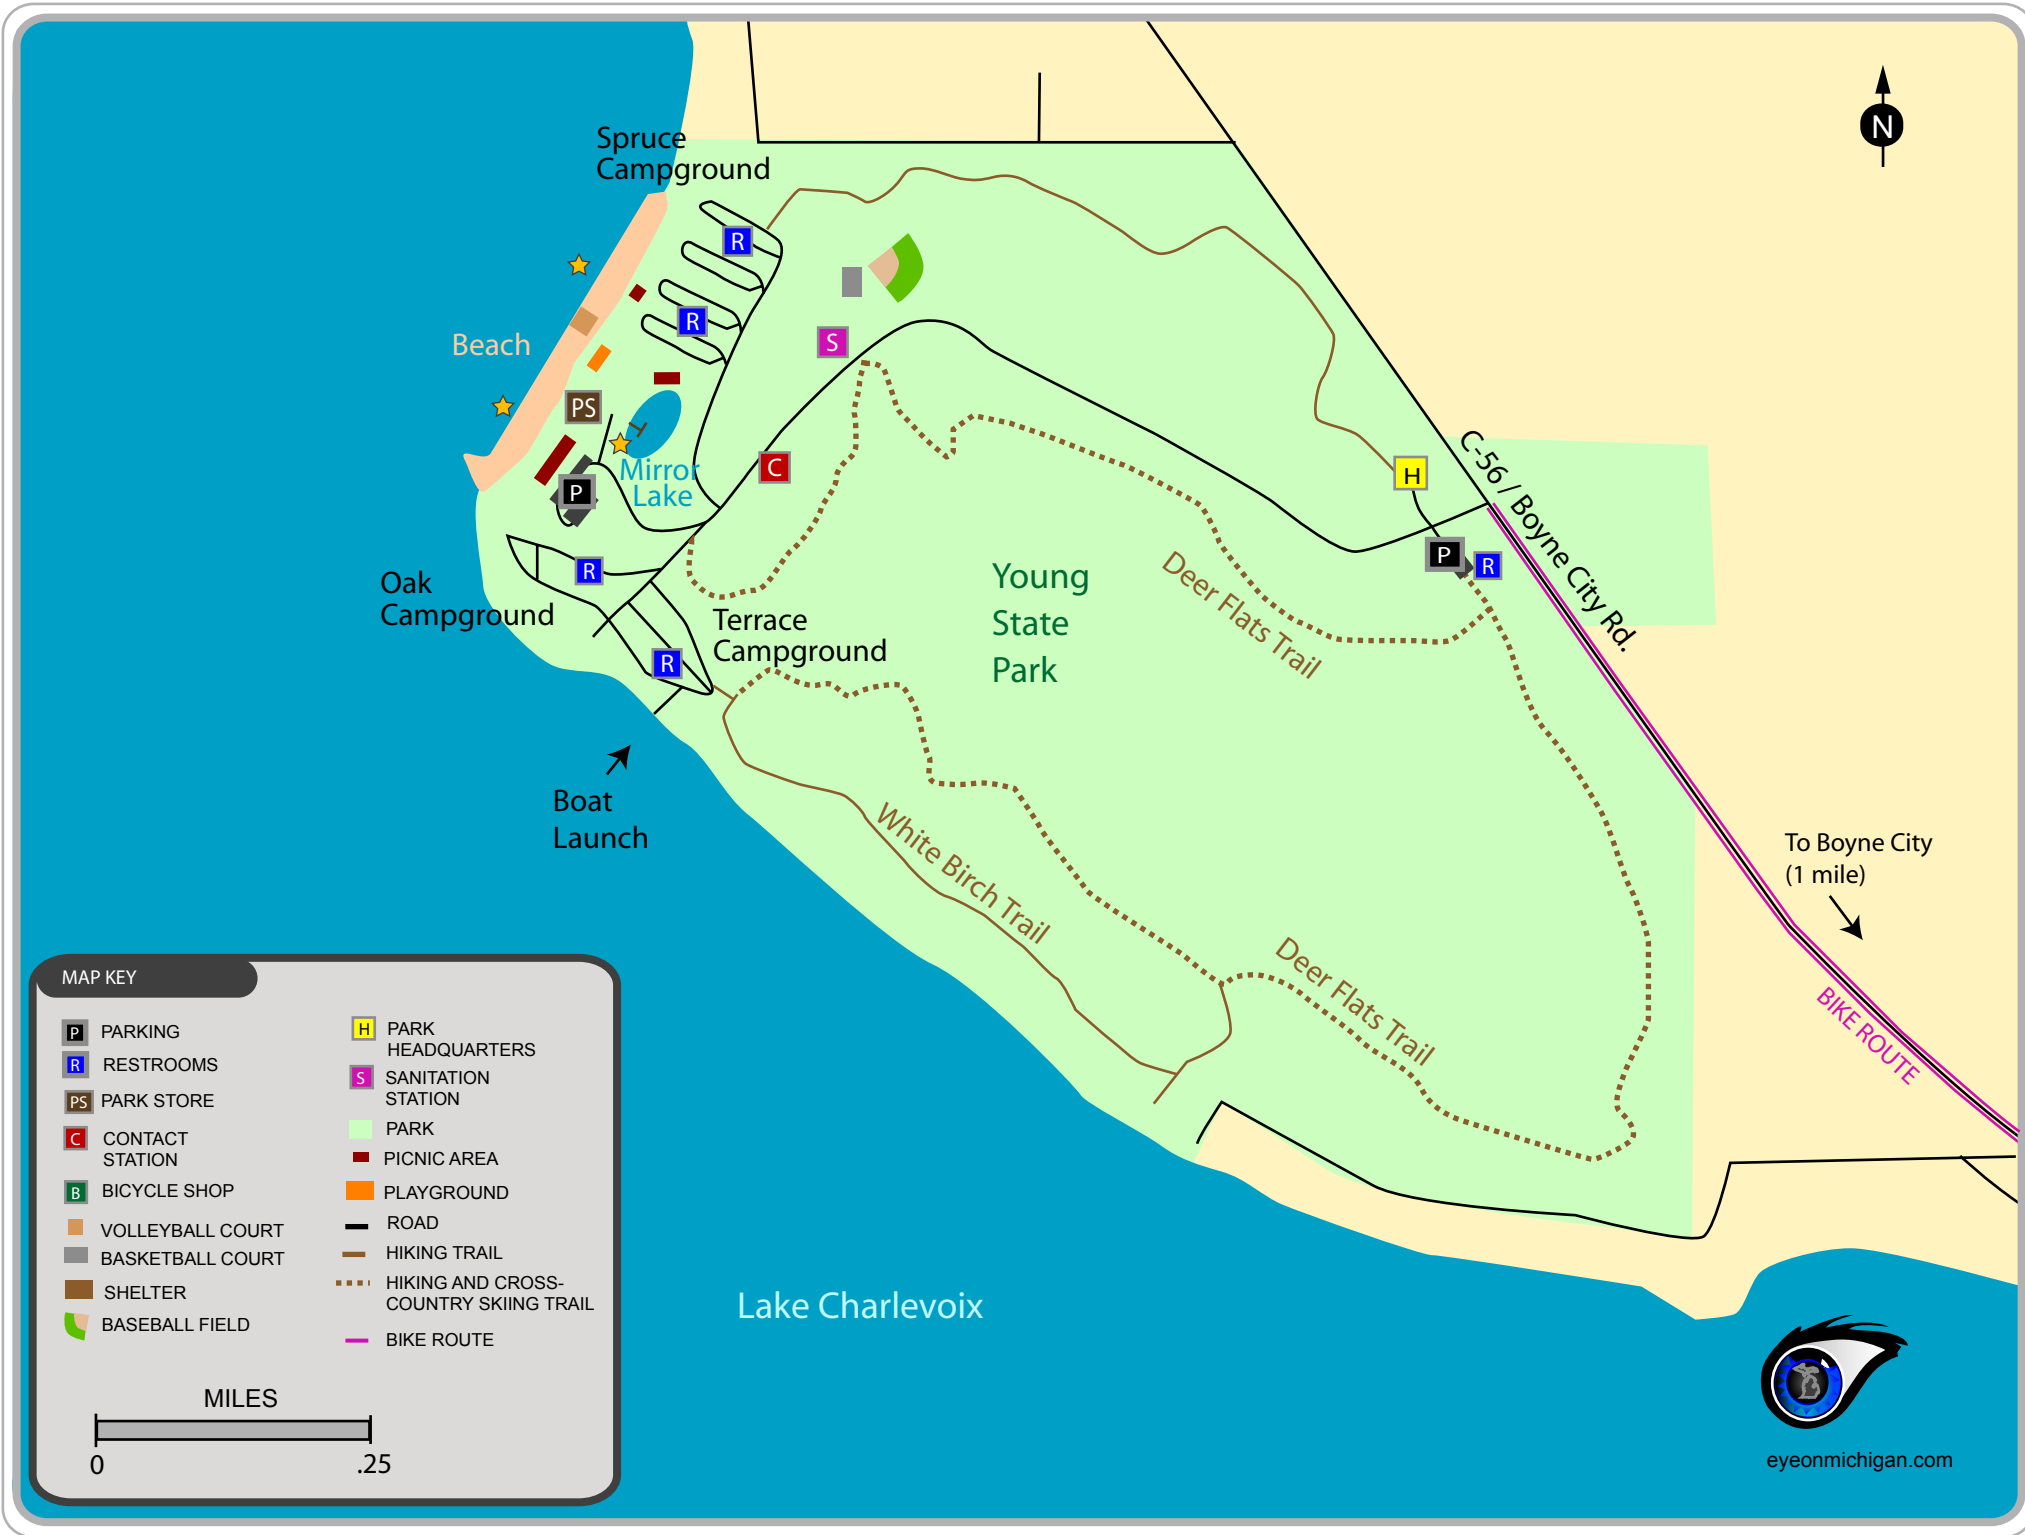 N
Spruce
Campground
R
R
Beach
S
PS
C
Mirror
Lake
P
H
C-56 / Boyne City Rd.
P
R
Oak
Campground
R
Young
State
Park
Deer Flats Trail
Terrace
Campground
R
Boat
Launch
White Birch Trail
To Boyne City
(1 mile)
Deer Flats Trail
BIKE ROUTE
Lake Charlevoix
MAP KEY
P PARKING
R RESTROOMS
PS PARK STORE
C CONTACT
STATION
B BICYCLE SHOP
VOLLEYBALL COURT
BASKETBALL COURT
SHELTER
BASEBALL FIELD
H PARK
HEADQUARTERS
S SANITATION
STATION
PARK
PICNIC AREA
PLAYGROUND
ROAD
HIKING TRAIL
HIKING AND CROSS-
COUNTRY SKIING TRAIL
BIKE ROUTE
MILES
0 .25
eyeonmichigan.com